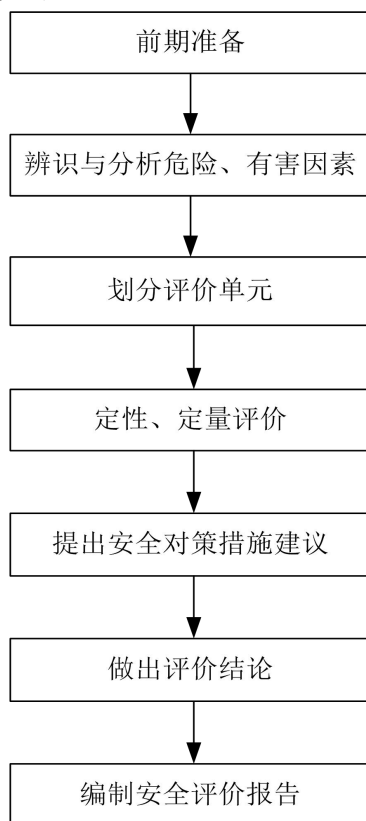 前期准备
辨识与分析危险、有害因素
划分评价单元
定性、定量评价
提出安全对策措施建议
做出评价结论
编制安全评价报告